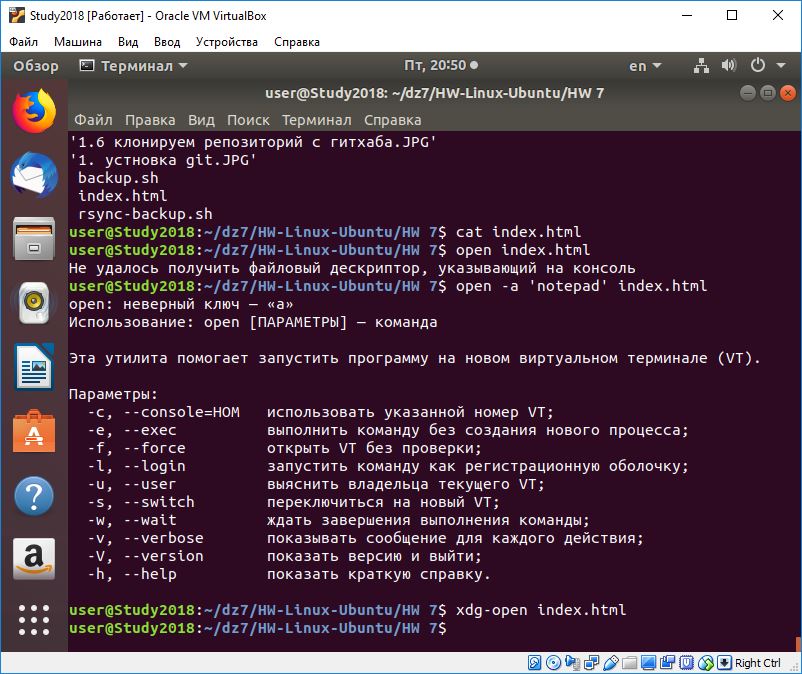 Study2018 [Работает] - Oracle VM VirtualBox
Файл Машина Вид Ввод Устройства Справка
Обзор Терминал Пт, 20:50 en
user@Study2018: ~/dz7/HW-Linux-Ubuntu/HW 7
Файл Правка Вид Поиск Терминал Справка
'1.6 клонируем репозиторий с гитхаба.JPG'
'1. устновка git.JPG'
backup.sh
index.html
rsync-backup.sh
user@Study2018:~/dz7/HW-Linux-Ubuntu/HW 7$ cat index.html
user@Study2018:~/dz7/HW-Linux-Ubuntu/HW 7$ open index.html
Не удалось получить файловый дескриптор, указывающий на консоль
user@Study2018:~/dz7/HW-Linux-Ubuntu/HW 7$ open -a 'notepad' index.html
open: неверный ключ — «a»
Использование: open [ПАРАМЕТРЫ] — команда
Эта утилита помогает запустить программу на новом виртуальном терминале (VT).
Параметры:
-c, --console=НОМ использовать указанной номер VT;
-e, --exec выполнить команду без создания нового процесса;
-f, --force открыть VT без проверки;
-l, --login запустить команду как регистрационную оболочку;
-u, --user выяснить владельца текущего VT;
-s, --switch переключиться на новый VT;
-w, --wait ждать завершения выполнения команды;
-v, --verbose показывать сообщение для каждого действия;
-V, --version показать версию и выйти;
-h, --help показать краткую справку.
user@Study2018:~/dz7/HW-Linux-Ubuntu/HW 7$ xdg-open index.html
user@Study2018:~/dz7/HW-Linux-Ubuntu/HW 7$
Right Ctrl